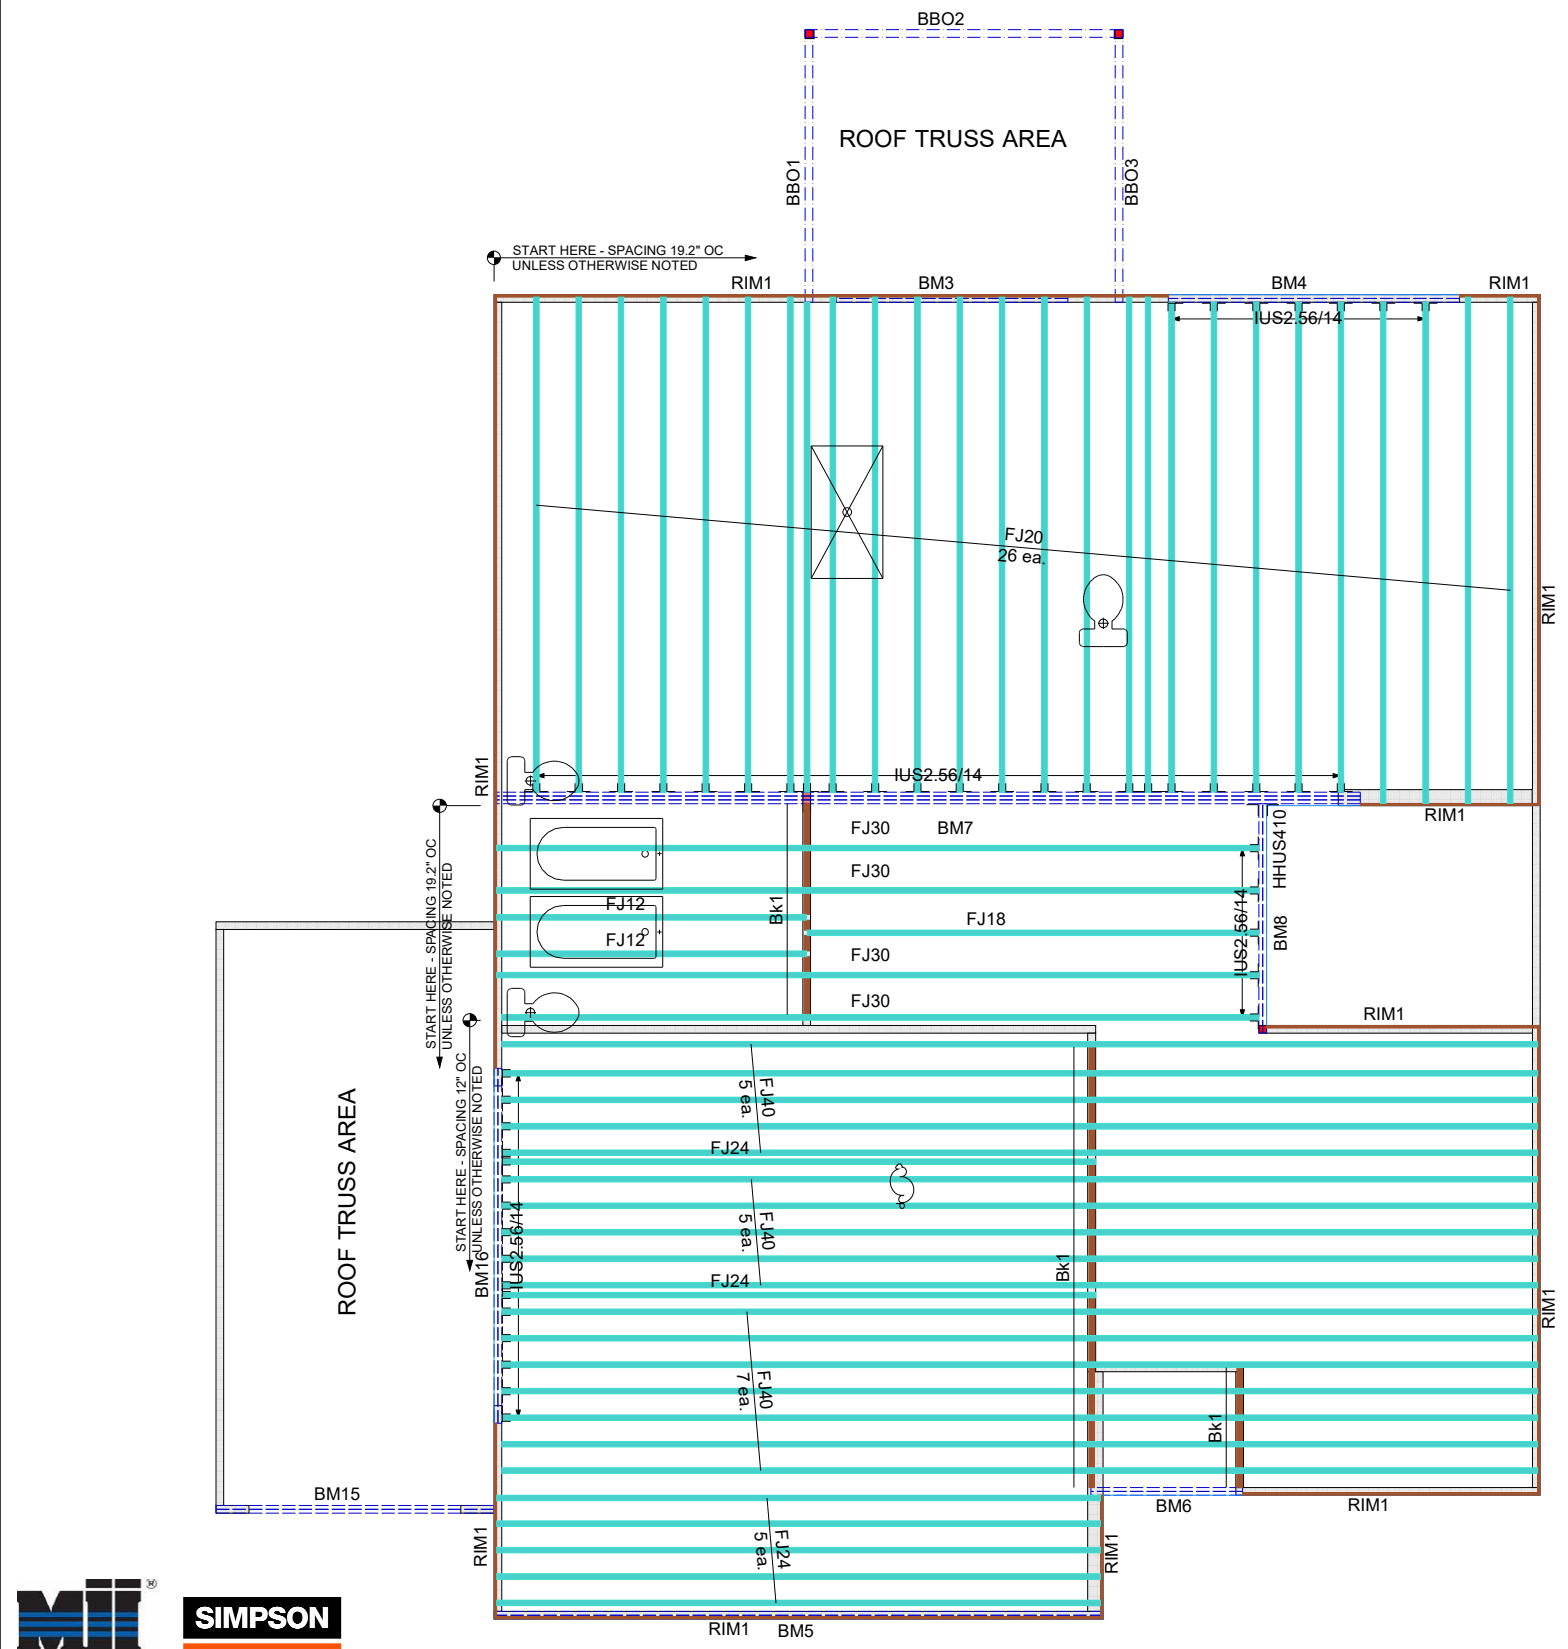 BBO2
ROOF TRUSS AREA
BBO1
BBO3
START HERE - SPACING 19.2" OC
UNLESS OTHERWISE NOTED
RIM1
BM3
BM4
RIM1
IUS2.56/14
FJ20
26 ea.
RIM1
RIM1
IUS2.56/14
RIM1
FJ30
BM7
HHUS410
START HERE - SPACING 19.2" OC
UNLESS OTHERWISE NOTED
FJ30
Bk1
FJ12
FJ18
IUS2.56/14
BM8
FJ12
FJ30
FJ30
RIM1
START HERE - SPACING 12" OC
UNLESS OTHERWISE NOTED
FJ40
5 ea.
FJ24
ROOF TRUSS AREA
FJ40
5 ea.
IUS2.56/14
BM16
Bk1
FJ24
RIM1
FJ40
7 ea.
Bk1
BM15
BM6
RIM1
RIM1
FJ24
5 ea.
RIM1
RIM1
BM5
MiI
®
SIMPSON